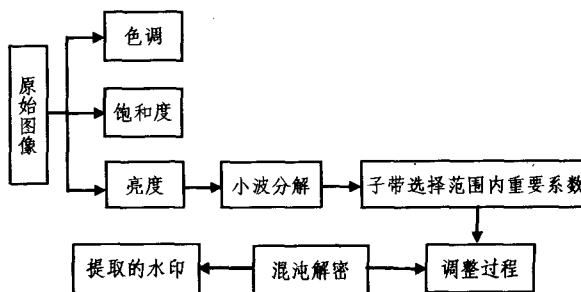 原始图像
色调
饱和度
亮度
小波分解
子带选择范围内重要系数
提取的水印
混沌解密
调整过程